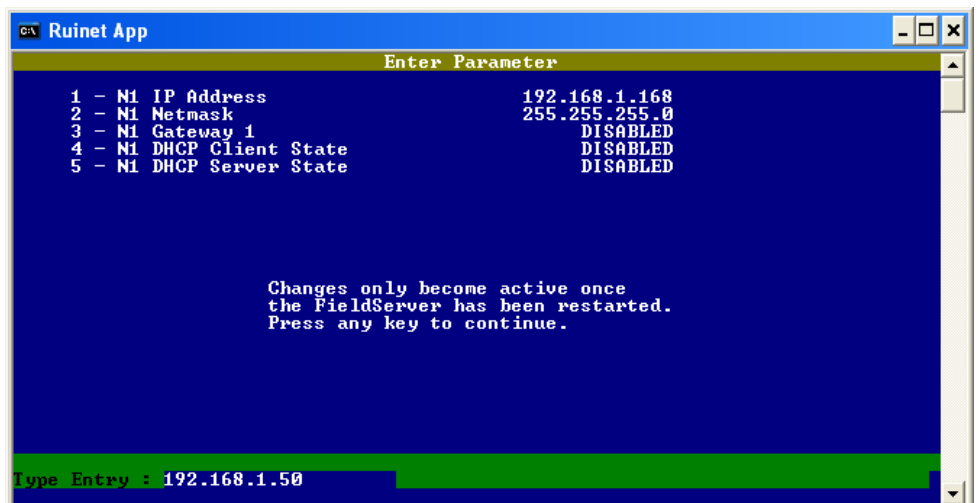 C:\ Ruinet App
Enter Parameter
1 - N1 IP Address 192.168.1.168
2 - N1 Netmask 255.255.255.0
3 - N1 Gateway 1 DISABLED
4 - N1 DHCP Client State DISABLED
5 - N1 DHCP Server State DISABLED
Changes only become active once
the FieldServer has been restarted.
Press any key to continue.
Type Entry : 192.168.1.50